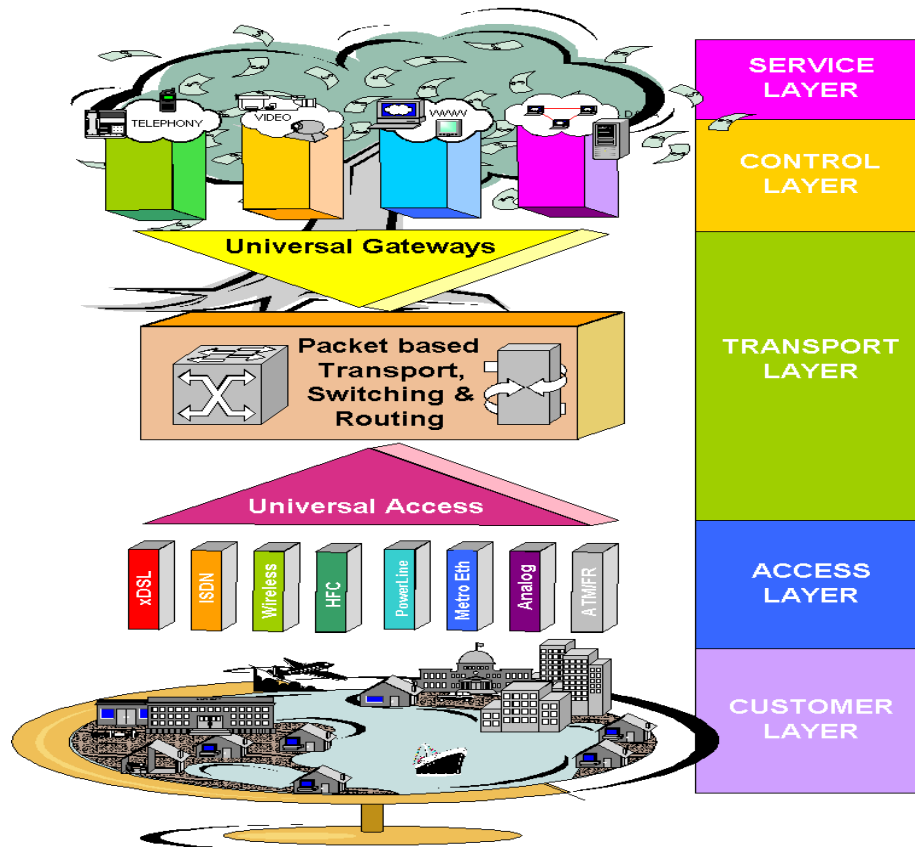 TELEPHONY
VIDEO
WWW
SERVICE
LAYER
CONTROL
LAYER
Universal Gateways
Packet based
Transport,
Switching &
Routing
TRANSPORT
LAYER
Universal Access
xDSL
ISDN
Wireless
HFC
PowerLine
Metro Eth
Analog
ATM/FR
ACCESS
LAYER
CUSTOMER
LAYER